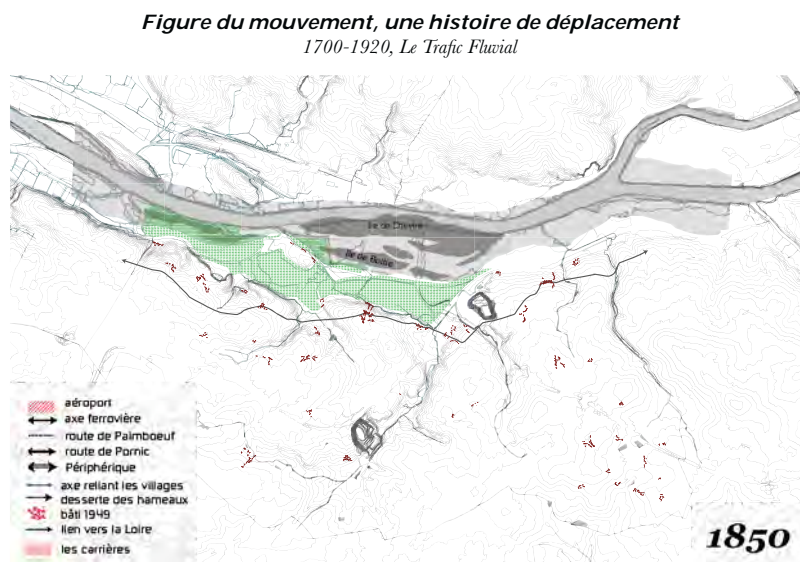 Figure du mouvement, une histoire de déplacement
1700-1920, Le Trafic Fluvial
Ile de
Ile de
aéroport
axe ferrovière
route de Paimboeuf
route de Pornic
Périphérique
axe reliant les villages
desserte des hameaux
bâti 1949
lien vers la Loire
les carrières
1850